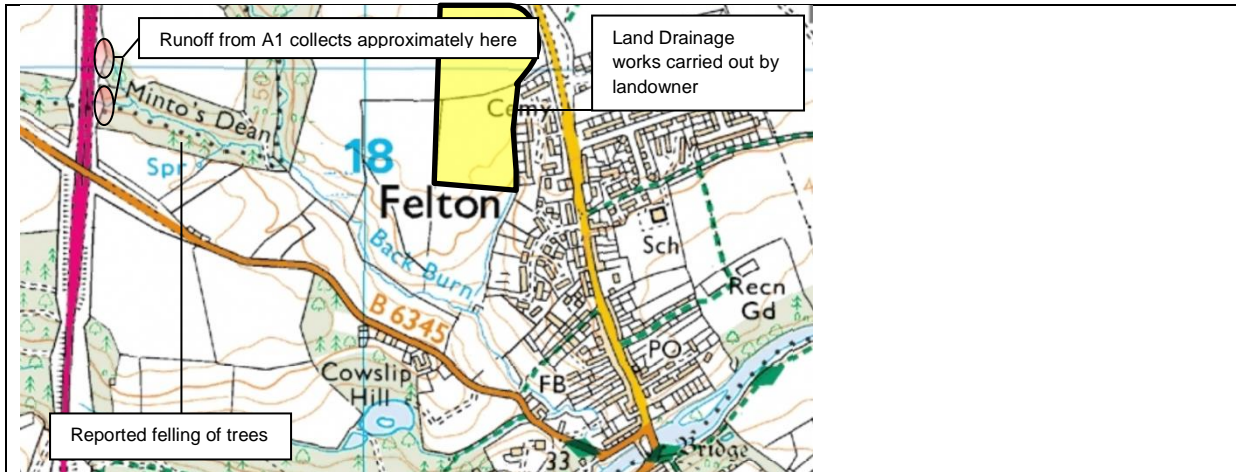 Runoff from A1 collects approximately here
Land Drainage
works carried out by
landowner
Minto's Dean
50
Cemy
Spr
18
Felton
Sch
Back Burn
Recn
Gd
B 6345
PO
Cowslip
Hill
FB
Reported felling of trees
33
Bridge